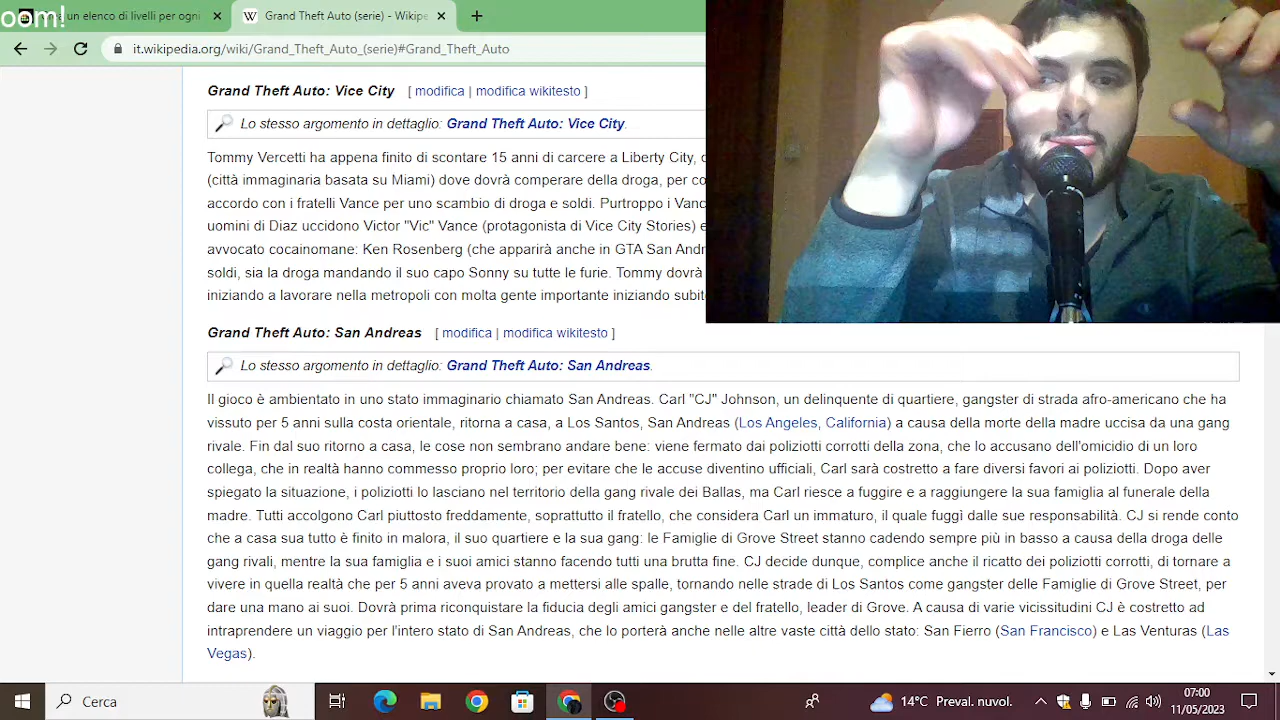 oom!
un elenco di livelli per ogni
Grand Theft Auto (serie) - Wikipe
it.wikipedia.org/wiki/Grand_Theft_Auto_(serie)#Grand_Theft_Auto
Grand Theft Auto: Vice City [ modifica | modifica wikitesto ]
Lo stesso argomento in dettaglio: Grand Theft Auto: Vice City.
Tommy Vercetti ha appena finito di scontare 15 anni di carcere a Liberty City,
(città immaginaria basata su Miami) dove dovrà comperare della droga, per
accordo con i fratelli Vance per uno scambio di droga e soldi. Purtroppo i
uomini di Diaz uccidono Victor "Vic" Vance (protagonista di Vice City Stories) e
avvocato cocainomane: Ken Rosenberg (che apparirà anche in GTA San
soldi, sia la droga mandando il suo capo Sonny su tutte le furie. Tommy dovrà
iniziando a lavorare nella metropoli con molta gente importante iniziando
Grand Theft Auto: San Andreas [ modifica | modifica wikitesto ]
Lo stesso argomento in dettaglio: Grand Theft Auto: San Andreas.
Il gioco è ambientato in uno stato immaginario chiamato San Andreas. Carl "CJ" Johnson, un delinquente di quartiere, gangster di strada afro-americano che ha
vissuto per 5 anni sulla costa orientale, ritorna a casa, a Los Santos, San Andreas (Los Angeles, California) a causa della morte della madre uccisa da una gang
rivale. Fin dal suo ritorno a casa, le cose non sembrano andare bene: viene fermato dai poliziotti corrotti della zona, che lo accusano dell'omicidio di un loro
collega, che in realtà hanno commesso proprio loro; per evitare che le accuse diventino ufficiali, Carl sarà costretto a fare diversi favori ai poliziotti. Dopo aver
spiegato la situazione, i poliziotti lo lasciano nel territorio della gang rivale dei Ballas, ma Carl riesce a fuggire e a raggiungere la sua famiglia al funerale della
madre. Tutti accolgono Carl piuttosto freddamente, soprattutto il fratello, che considera Carl un immaturo, il quale fuggì dalle sue responsabilità. CJ si rende conto
che a casa sua tutto è finito in malora, il suo quartiere e la sua gang: le Famiglie di Grove Street stanno cadendo sempre più in basso a causa della droga delle
gang rivali, mentre la sua famiglia e i suoi amici stanno facendo tutti una brutta fine. CJ decide dunque, complice anche il ricatto dei poliziotti corrotti, di tornare a
vivere in quella realtà che per 5 anni aveva provato a mettersi alle spalle, tornando nelle strade di Los Santos come gangster delle Famiglie di Grove Street, per
dare una mano ai suoi. Dovrà prima riconquistare la fiducia degli amici gangster e del fratello, leader di Grove. A causa di varie vicissitudini CJ è costretto ad
intraprendere un viaggio per l'intero stato di San Andreas, che lo porterà anche nelle altre vaste città dello stato: San Fierro (San Francisco) e Las Venturas (Las
Vegas).
Cerca
14°C Preval. nuvol.
07:00
11/05/2023